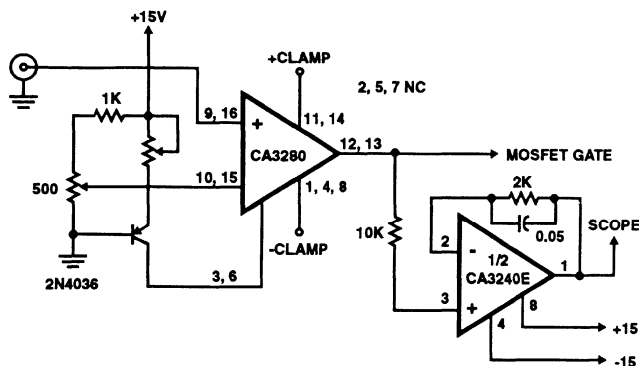 +15V
+CLAMP
2, 5, 7 NC
1K
9, 16
+
11, 14
12, 13
CA3280
MOSFET GATE
500
10, 15
1, 4, 8
2K
SCOPE
10K
0.05
-CLAMP
2
-
1/2
CA3240E
1
2N4036
3, 6
3
+
8
4
+15
-15